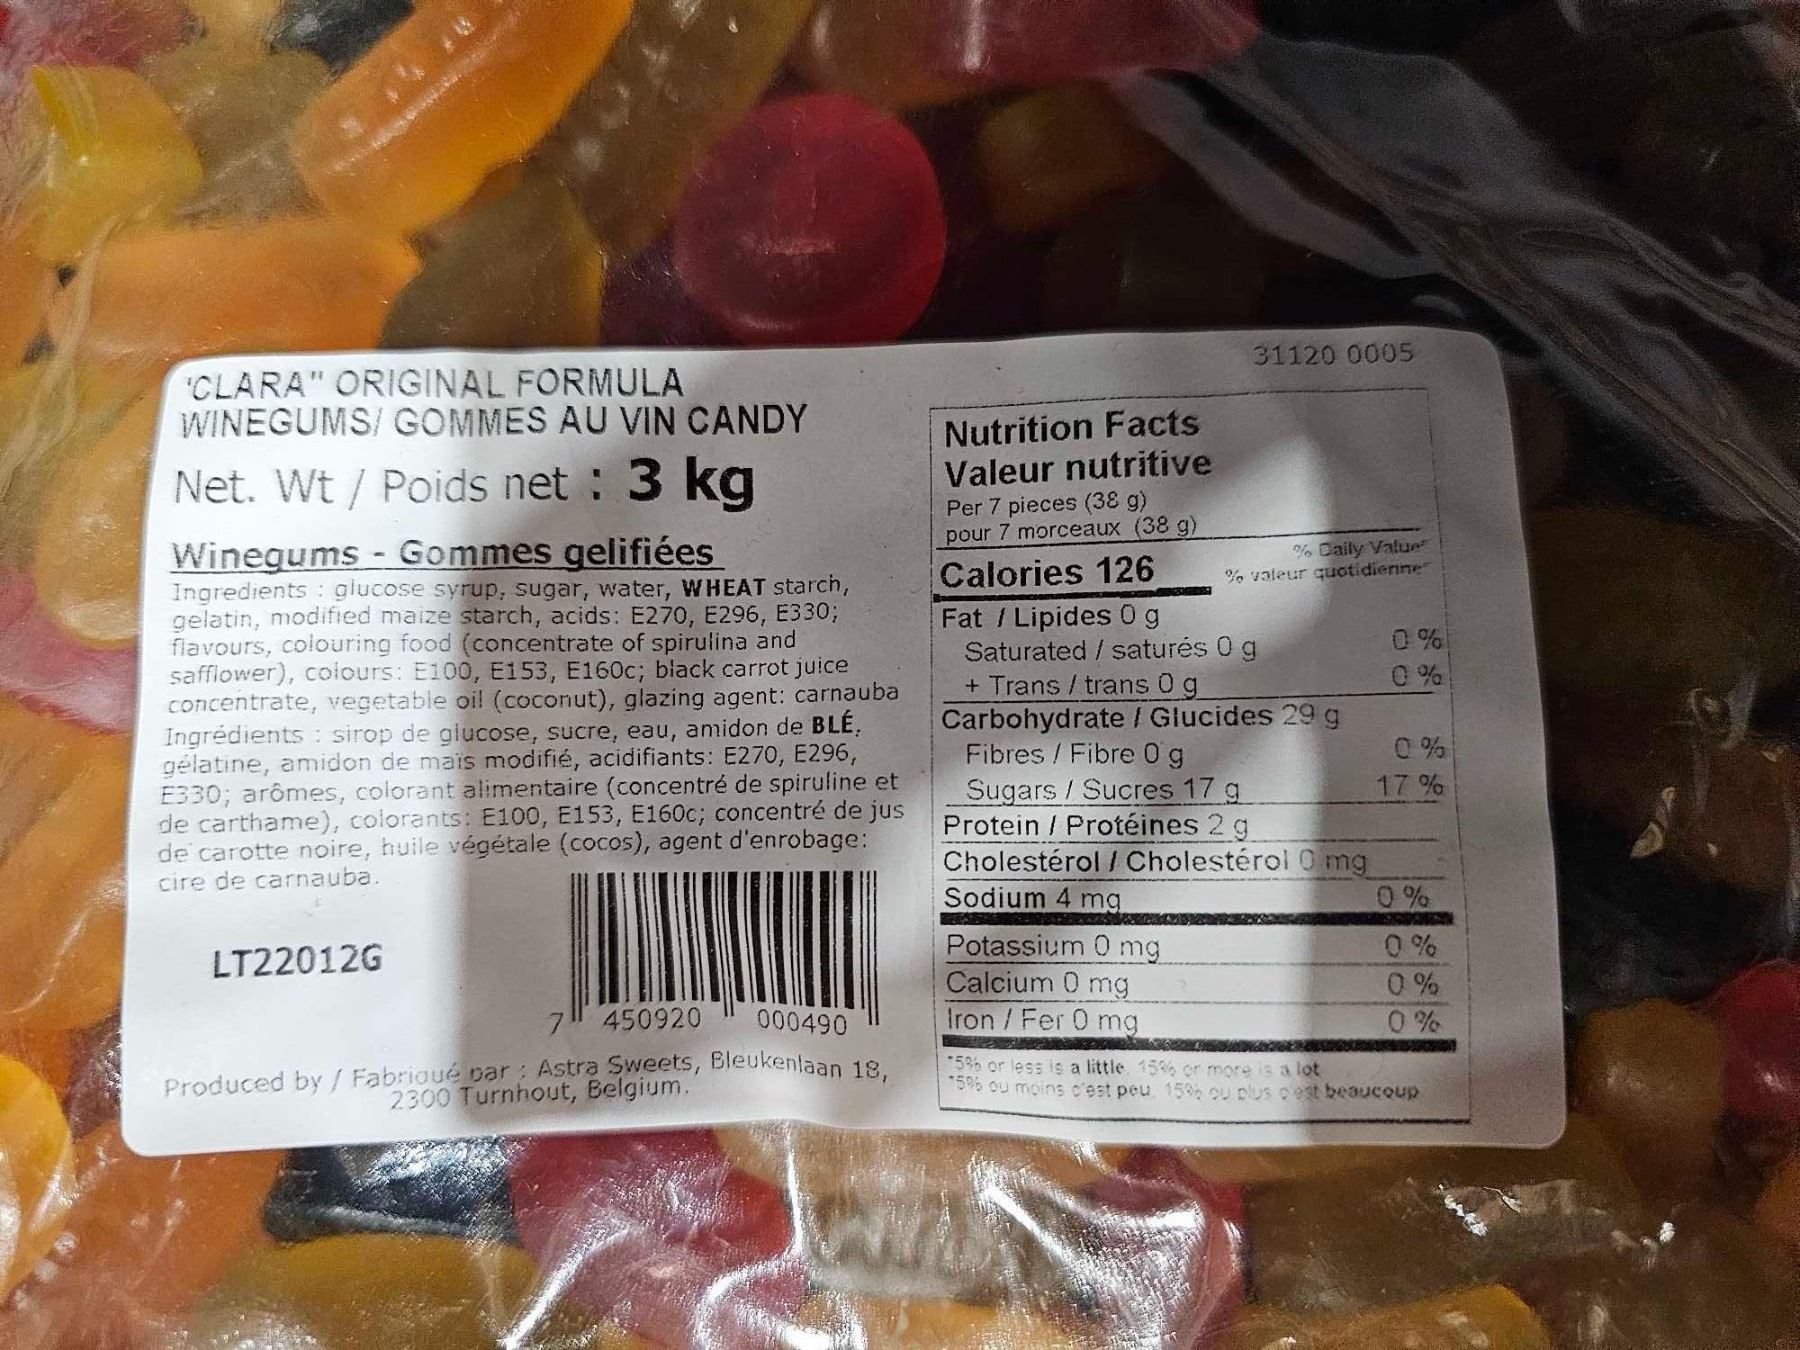 'CLARA" ORIGINAL FORMULA
WINEGUMS/ GOMMES AU VIN CANDY
Net. Wt / Poids net : 3 kg
Winegums - Gommes gelifiées
Ingredients : glucose syrup, sugar, water, WHEAT starch,
gelatin, modified maize starch, acids: E270, E296, E330;
flavours, colouring food (concentrate of spirulina and
safflower), colours: E100, E153, E160c; black carrot juice
concentrate, vegetable oil (coconut), glazing agent: carnauba
Ingrédients : sirop de glucose, sucre, eau, amidon de BLÉ,
gélatine, amidon de maïs modifié, acidifiants: E270, E296,
E330; arômes, colorant alimentaire (concentré de spiruline et
de carthame), colorants: E100, E153, E160c; concentré de jus
de carotte noire, huile végétale (cocos), agent d'enrobage:
cire de carnauba.
LT22012G
7 450920 000490
Produced by / Fabriqué par : Astra Sweets, Bleukenlaan 18,
2300 Turnhout, Belgium.
31120 0005
Nutrition Facts
Valeur nutritive
Per 7 pieces (38 g)
pour 7 morceaux (38 g)
Calories 126
% Daily Value*
% valeur quotidienne*
Fat / Lipides 0 g
Saturated / saturés 0 g 0 %
+ Trans / trans 0 g 0 %
Carbohydrate / Glucides 29 g
Fibres / Fibre 0 g 0 %
Sugars / Sucres 17 g 17 %
Protein / Protéines 2 g
Cholestérol / Cholestérol 0 mg
Sodium 4 mg 0 %
Potassium 0 mg 0 %
Calcium 0 mg 0 %
Iron / Fer 0 mg 0 %
*5% or less is a little, 15% or more is a lot
*5% ou moins c'est peu, 15% ou plus c'est beaucoup